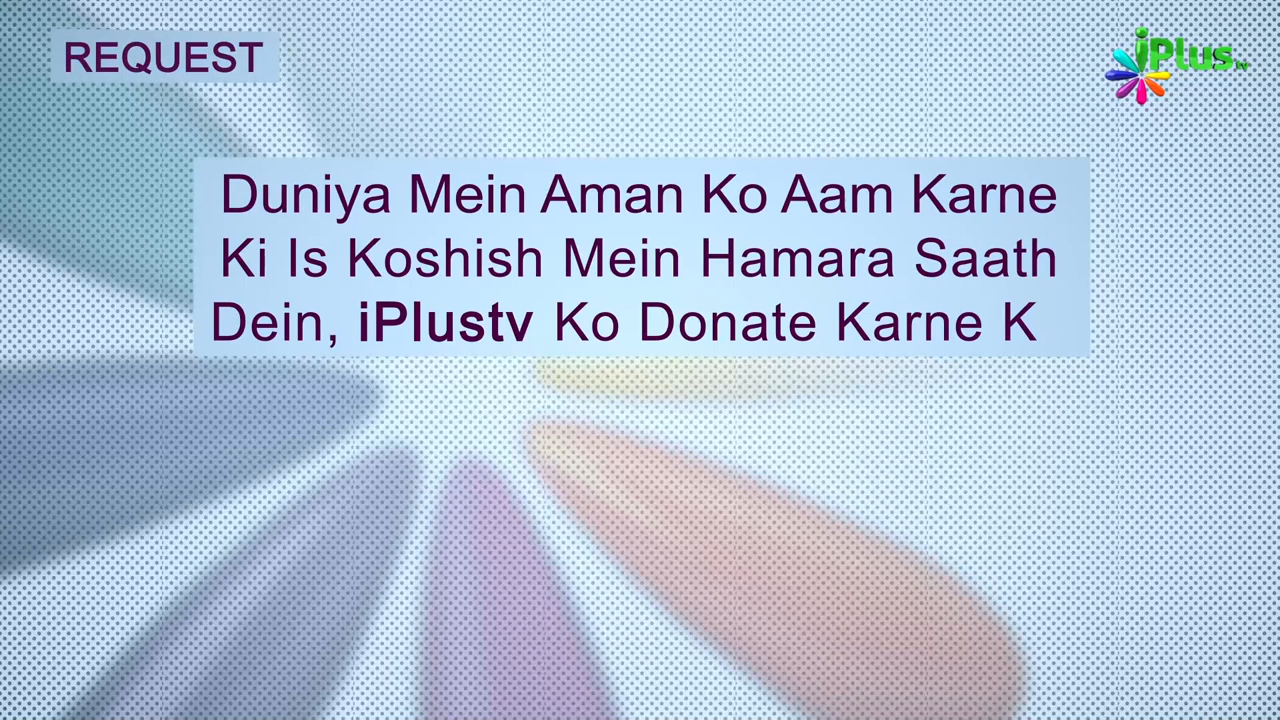 REQUEST
iPlus tv
Duniya Mein Aman Ko Aam Karne
Ki Is Koshish Mein Hamara Saath
Dein, iPlustv Ko Donate Karne K